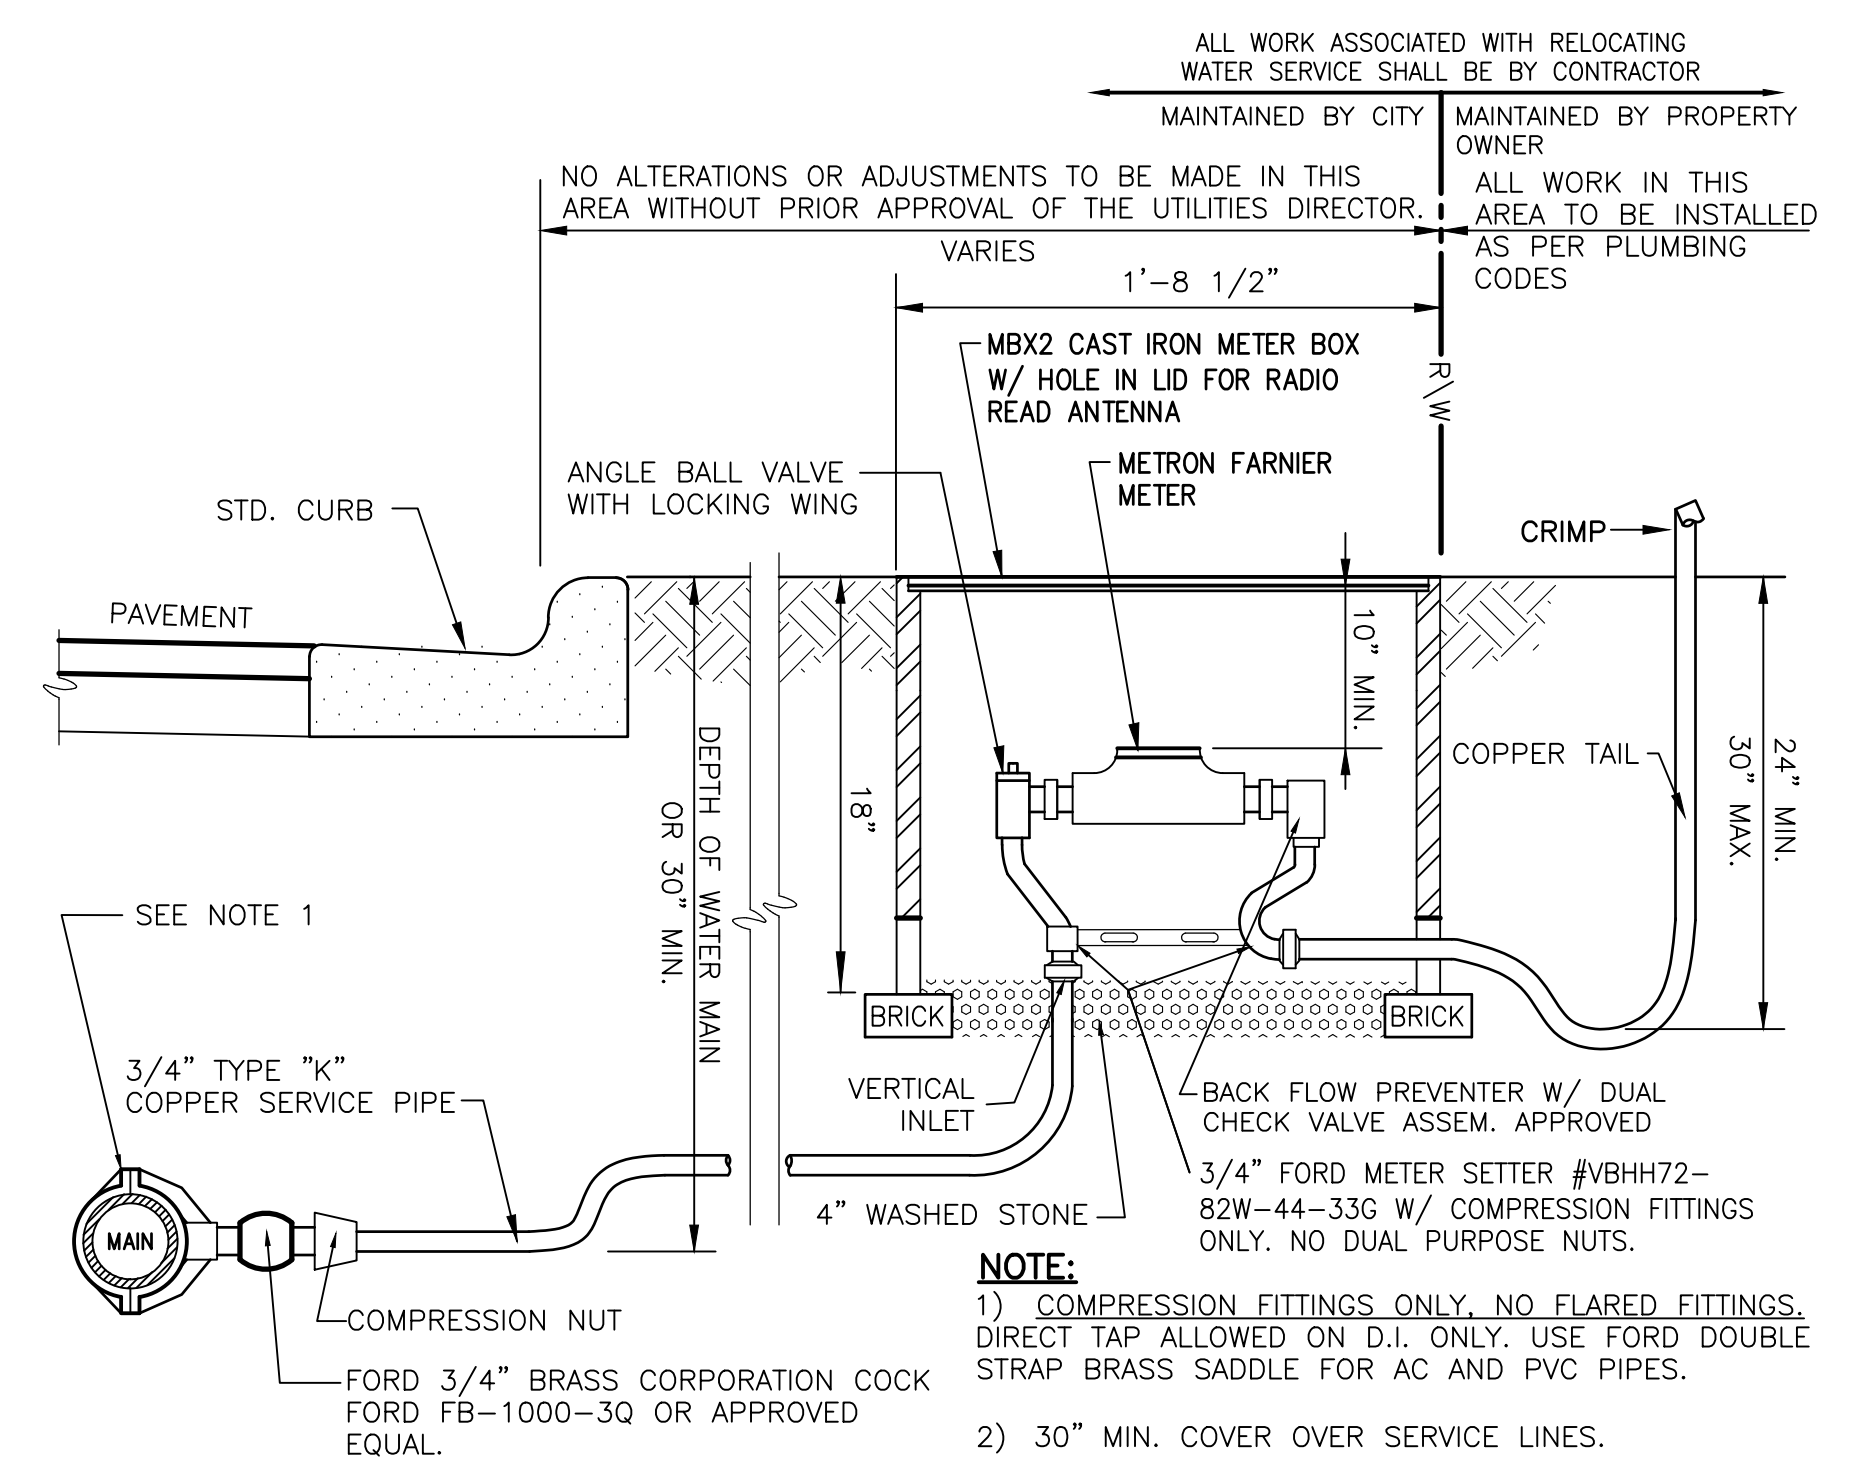 ALL WORK ASSOCIATED WITH RELOCATING
WATER SERVICE SHALL BE BY CONTRACTOR
MAINTAINED BY CITY
MAINTAINED BY PROPERTY
OWNER
NO ALTERATIONS OR ADJUSTMENTS TO BE MADE IN THIS
AREA WITHOUT PRIOR APPROVAL OF THE UTILITIES DIRECTOR.
VARIES
ALL WORK IN THIS
AREA TO BE INSTALLED
AS PER PLUMBING
CODES
1'-8 1/2"
MBX2 CAST IRON METER BOX
W/ HOLE IN LID FOR RADIO
READ ANTENNA
R\W
ANGLE BALL VALVE
WITH LOCKING WING
METRON FARNIER
METER
STD. CURB
CRIMP
PAVEMENT
10" MIN.
COPPER TAIL
24" MIN.
30" MAX.
18"
DEPTH OF WATER MAIN
OR 30" MIN.
SEE NOTE 1
BRICK
BRICK
3/4" TYPE "K"
COPPER SERVICE PIPE
VERTICAL
INLET
BACK FLOW PREVENTER W/ DUAL
CHECK VALVE ASSEM. APPROVED
3/4" FORD METER SETTER #VBHH72-
82W-44-33G W/ COMPRESSION FITTINGS
ONLY. NO DUAL PURPOSE NUTS.
4" WASHED STONE
MAIN
COMPRESSION NUT
FORD 3/4" BRASS CORPORATION COCK
FORD FB-1000-3Q OR APPROVED
EQUAL.
NOTE:
1) COMPRESSION FITTINGS ONLY, NO FLARED FITTINGS.
DIRECT TAP ALLOWED ON D.I. ONLY. USE FORD DOUBLE
STRAP BRASS SADDLE FOR AC AND PVC PIPES.
2) 30" MIN. COVER OVER SERVICE LINES.